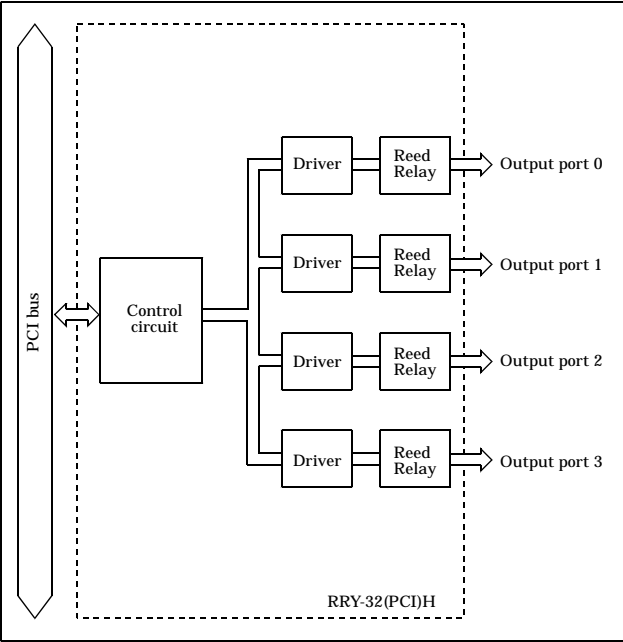 PCI bus
Control
circuit
Driver
Reed
Relay
Output port 0
Driver
Reed
Relay
Output port 1
Driver
Reed
Relay
Output port 2
Driver
Reed
Relay
Output port 3
RRY-32(PCI)H